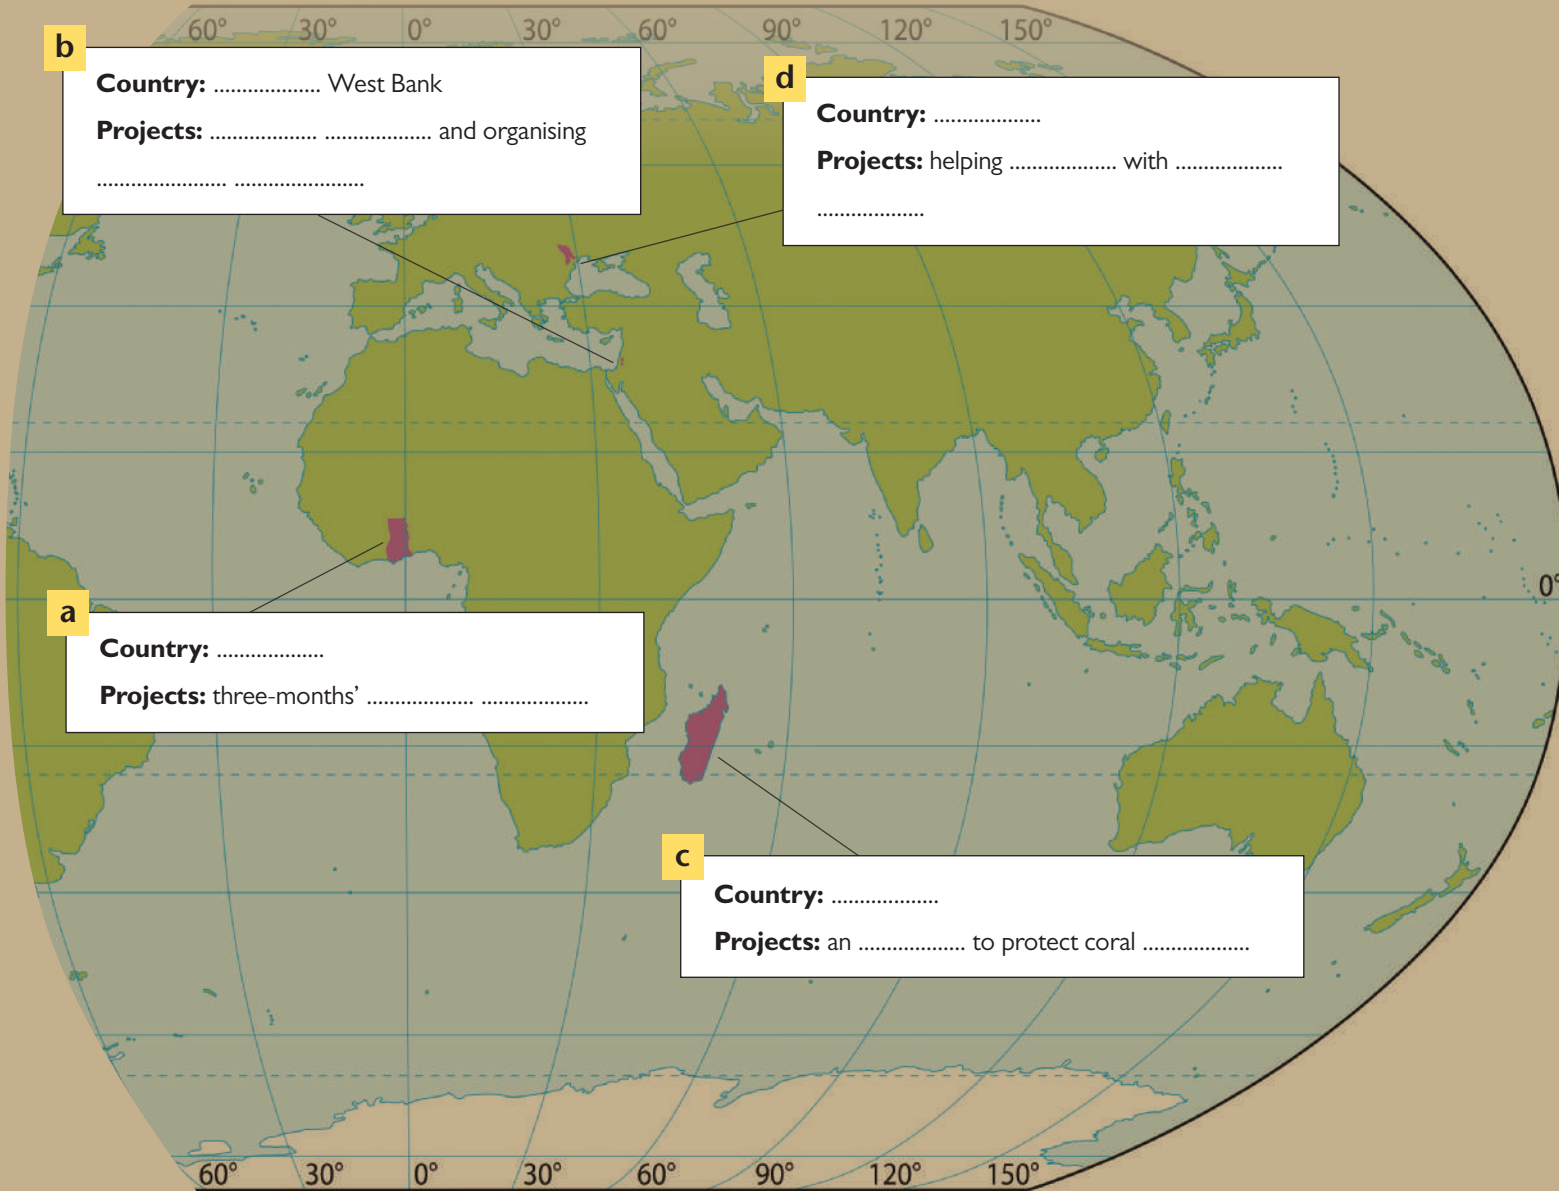 60° 30° 0° 30° 60° 90° 120° 150°
b
Country: ................... West Bank
Projects: ................... ................... and organising
....................... .......................
d
Country: ...................
Projects: helping ................... with ...................
...................
0°
a
Country: ...................
Projects: three-months’ ................... ...................
c
Country: ...................
Projects: an ................... to protect coral ...................
60° 30° 0° 30° 60° 90° 120° 150°